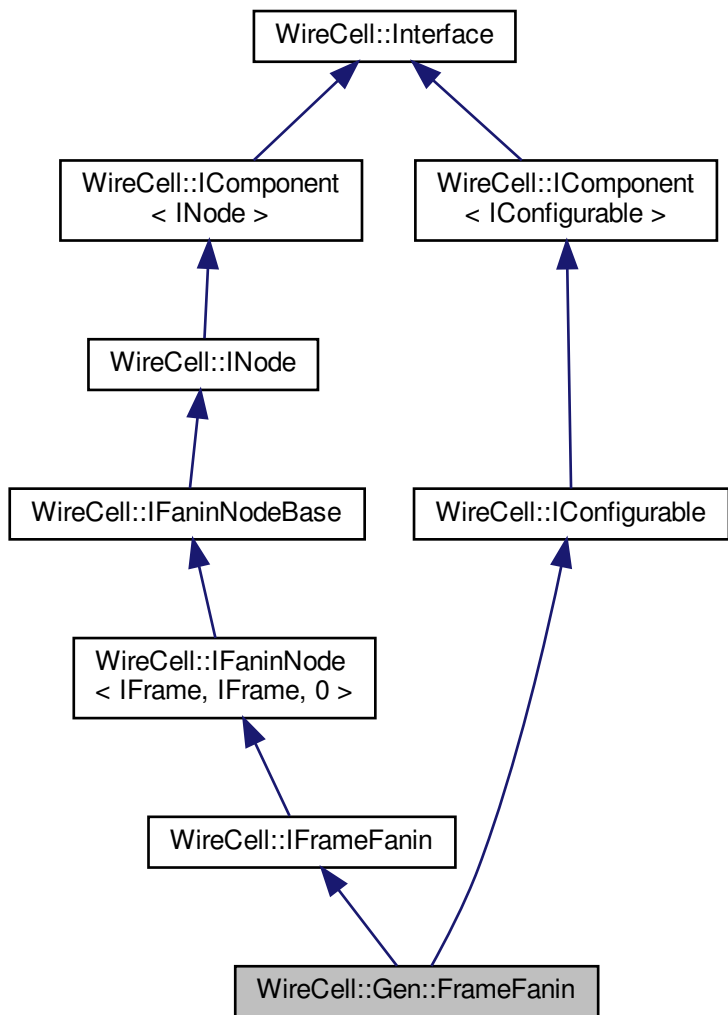 WireCell::Interface
WireCell::IComponent
< INode >
WireCell::IComponent
< IConfigurable >
WireCell::INode
WireCell::IFaninNodeBase
WireCell::IConfigurable
WireCell::IFaninNode
< IFrame, IFrame, 0 >
WireCell::IFrameFanin
WireCell::Gen::FrameFanin